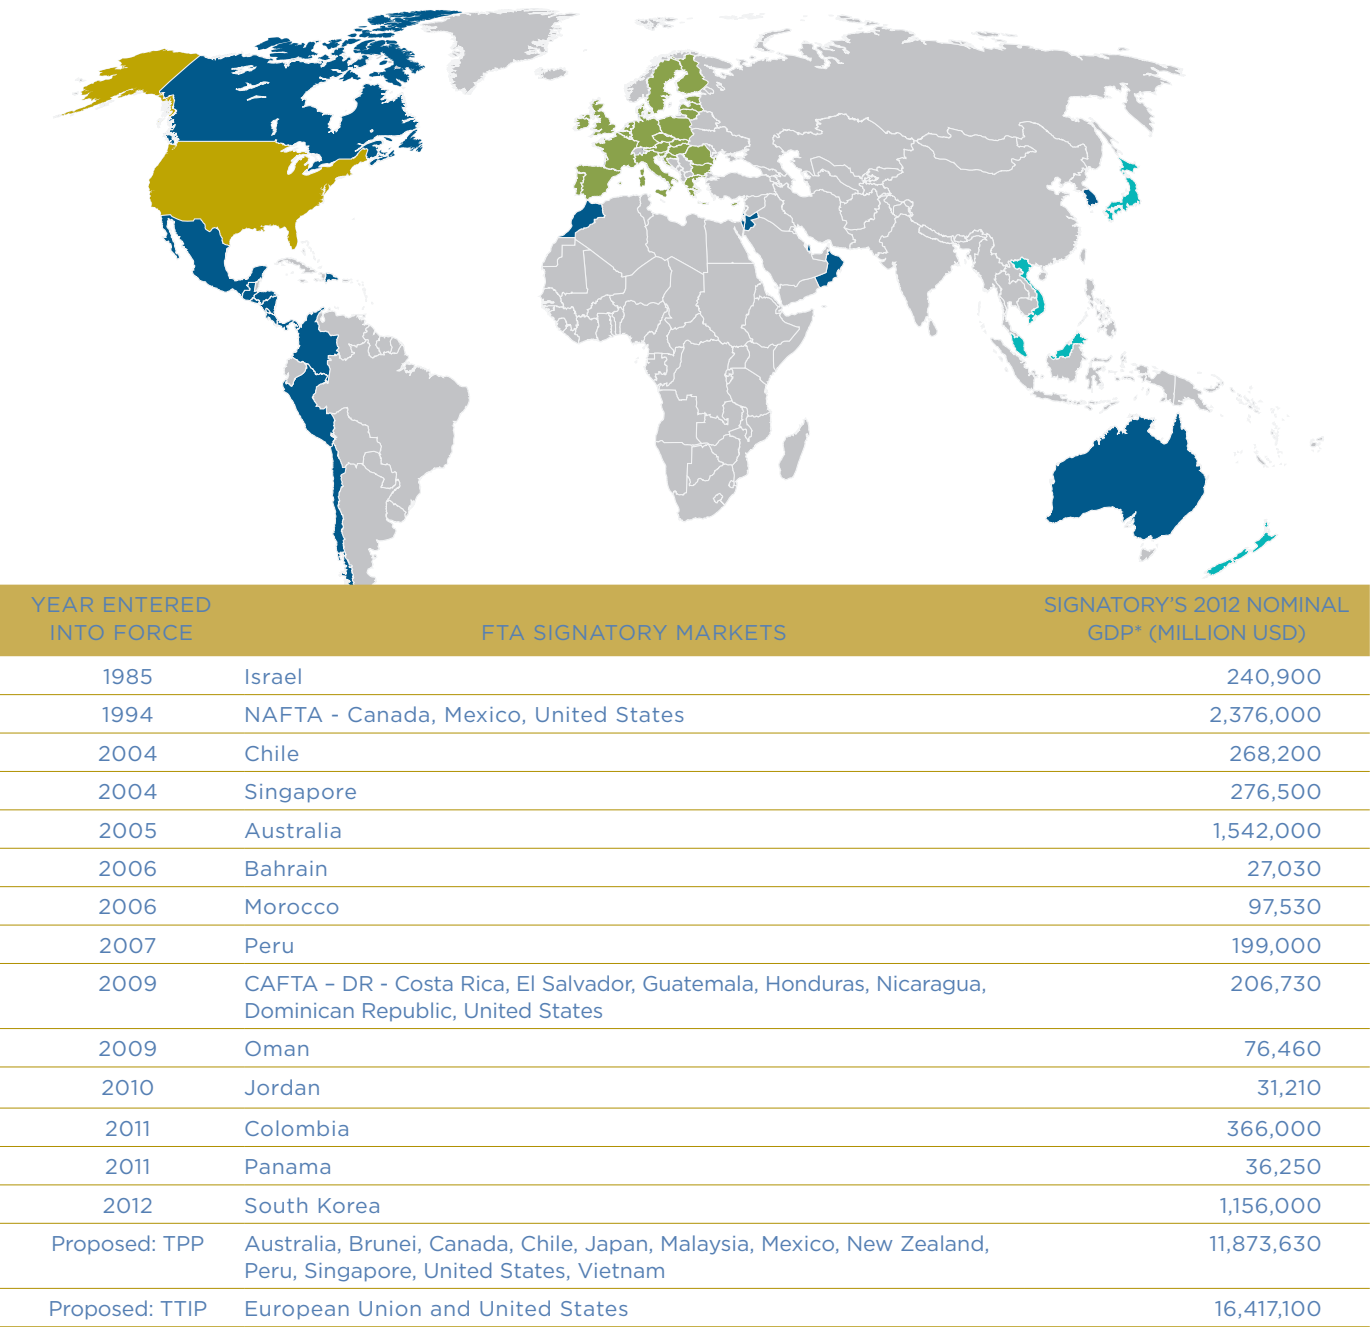 YEAR ENTERED
INTO FORCE
FTA SIGNATORY MARKETS
SIGNATORY'S 2012 NOMINAL
GDP* (MILLION USD)
1985 Israel 240,900
1994 NAFTA - Canada, Mexico, United States 2,376,000
2004 Chile 268,200
2004 Singapore 276,500
2005 Australia 1,542,000
2006 Bahrain 27,030
2006 Morocco 97,530
2007 Peru 199,000
2009 CAFTA – DR - Costa Rica, El Salvador, Guatemala, Honduras, Nicaragua, 206,730
Dominican Republic, United States
2009 Oman 76,460
2010 Jordan 31,210
2011 Colombia 366,000
2011 Panama 36,250
2012 South Korea 1,156,000
Proposed: TPP Australia, Brunei, Canada, Chile, Japan, Malaysia, Mexico, New Zealand, 11,873,630
Peru, Singapore, United States, Vietnam
Proposed: TTIP European Union and United States 16,417,100